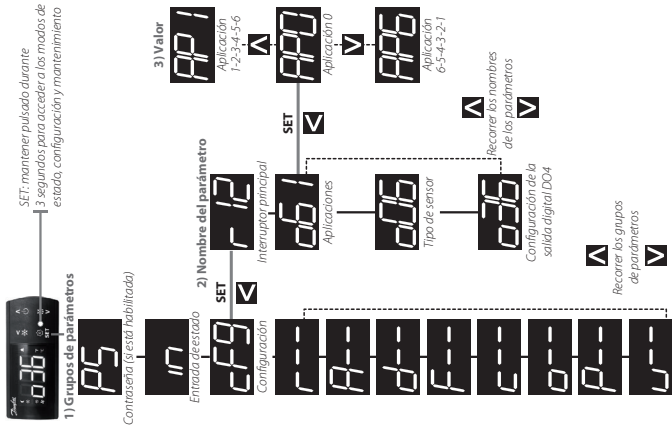 Danfoss
036
SET
SET: mantener pulsado durante
3 segundos para acceder a los modos de
estado, configuración y mantenimiento
1) Grupos de parámetros
PS
Contraseña (si está habilitada)
in
Entrada de estado
cFg
Configuración
r--
A--
d--
F--
c--
o--
P--
u--
Recorrer los grupos
de parámetros
SET
2) Nombre del parámetro
r12
Interruptor principal
o61
Aplicaciones
o06
Tipo de sensor
o36
Configuración de la
salida digital DO4
Recorrer los nombres
de los parámetros
SET
3) Valor
AP1
Aplicación
1-2-3-4-5-6
AP0
Aplicación 0
AP6
Aplicación
6-5-4-3-2-1